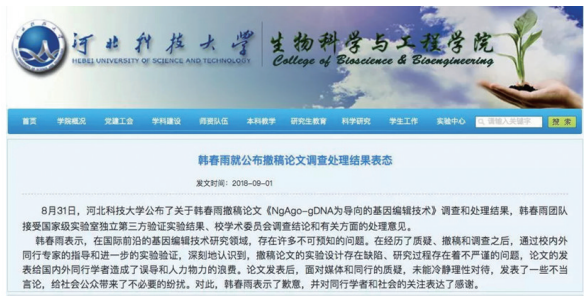 河北科技大学 生物科学与工程学院
HEBEI UNIVERSITY OF SCIENCE AND TECHNOLOGY College of Bioscience & Bioengineering
首页 学院概况 党建工会 学科建设 师资队伍 本科教学 研究生教育 科学研究 学生工作 实验中心 请输入关键字 搜索
韩春雨就公布撤稿论文调查处理结果表态
发文时间：2018-09-01
8月31日，河北科技大学公布了关于韩春雨撤稿论文《NgAgo-gDNA为导向的基因编辑技术》调查和处理结果，韩春雨团队
接受国家级实验室独立第三方验证实验结果、校学术委员会调查结论和有关方面的处理意见。
韩春雨表示，在国际前沿的基因编辑技术研究领域，存在许多不可预知的问题。在经历了质疑、撤稿和调查之后，通过校内外
同行专家的指导和进一步的实验验证，深刻地认识到，撤稿论文的实验设计存在缺陷、研究过程存在着不严谨的问题，论文的发
表给国内外同行学者造成了误导和人力物力的浪费。论文发表后，面对媒体和同行的质疑，未能冷静理性对待，发表了一些不当
言论，给社会公众带来了不必要的纷扰。对此，韩春雨表示了歉意，并对同行学者和社会的关注表达了感谢。